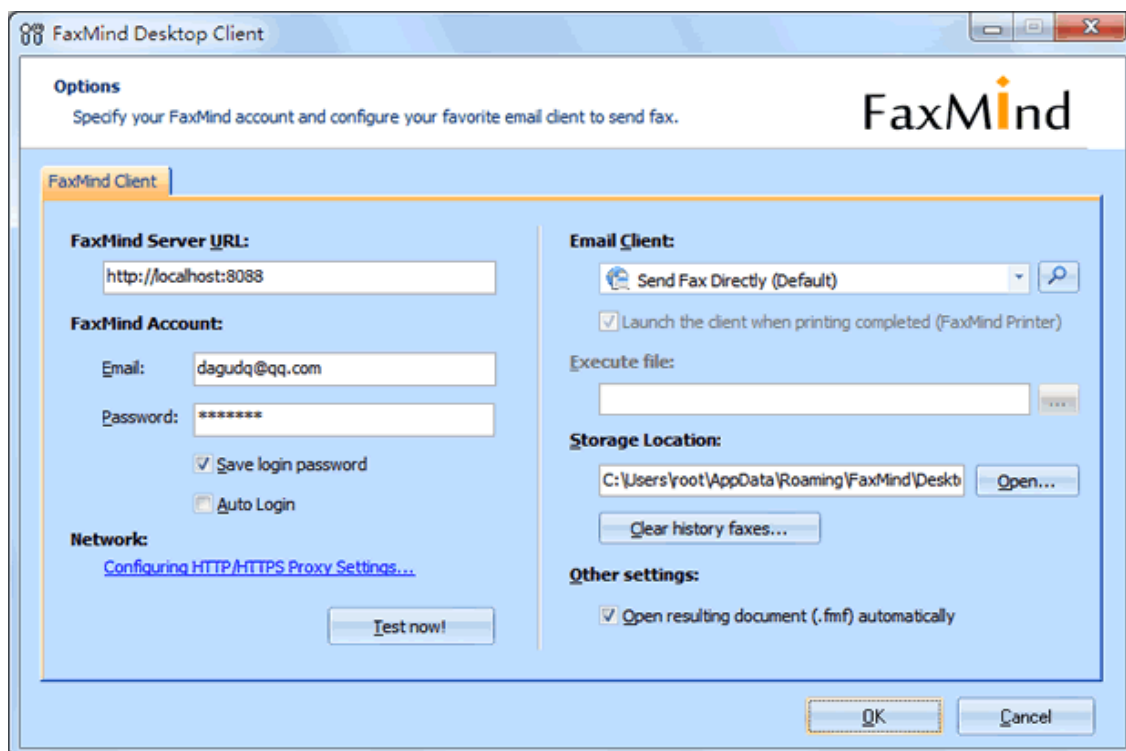 FaxMind Desktop Client
Options
Specify your FaxMind account and configure your favorite email client to send fax.
FaxMind
FaxMind Client
FaxMind Server URL:
http://localhost:8088
FaxMind Account:
Email:
dagudq@qq.com
Password:
*******
Save login password
Auto Login
Network:
Configuring HTTP/HTTPS Proxy Settings...
Test now!
Email Client:
Send Fax Directly (Default)
Launch the client when printing completed (FaxMind Printer)
Execute file:
...
Storage Location:
C:\Users\root\AppData\Roaming\FaxMind\Deskto
Open...
Clear history faxes...
Other settings:
Open resulting document (.fmf) automatically
OK
Cancel